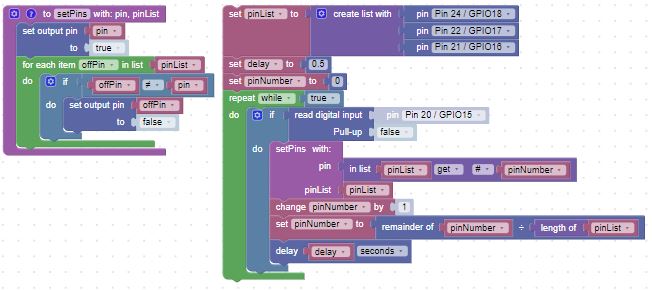 to setPins with: pin, pinList
set output pin pin
to true
for each item offPin in list pinList
do if offPin ≠ pin
do set output pin offPin
to false
set pinList to create list with pin Pin 24 / GPIO18
pin Pin 22 / GPIO17
pin Pin 21 / GPIO16
set delay to 0.5
set pinNumber to 0
repeat while true
do if read digital input pin Pin 20 / GPIO15
Pull-up false
do setPins with:
pin in list pinList get # pinNumber
pinList pinList
change pinNumber by 1
set pinNumber to remainder of pinNumber ÷ length of pinList
delay delay seconds